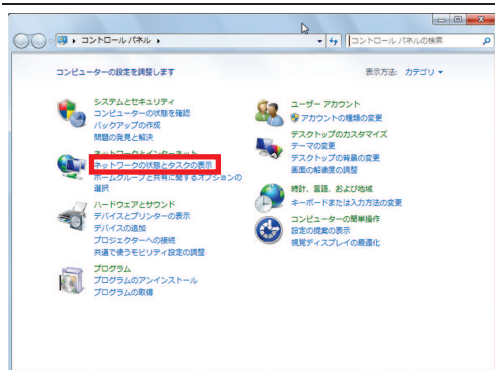 コントロール パネル
コントロール パネルの検索
コンピューターの設定を調整します
表示方法: カテゴリ
システムとセキュリティ
コンピューターの状態を確認
バックアップの作成
問題の発見と解決
ネットワークとインターネット
ネットワークの状態とタスクの表示
ホームグループと共有に関するオプションの
選択
ハードウェアとサウンド
デバイスとプリンターの表示
デバイスの追加
プロジェクターへの接続
共通で使うモビリティ設定の調整
プログラム
プログラムのアンインストール
プログラムの取得
ユーザー アカウント
アカウントの種類の変更
デスクトップのカスタマイズ
テーマの変更
デスクトップの背景の変更
画面の解像度の調整
時計、言語、および地域
キーボードまたは入力方法の変更
コンピューターの簡単操作
設定の提案の表示
視覚ディスプレイの最適化